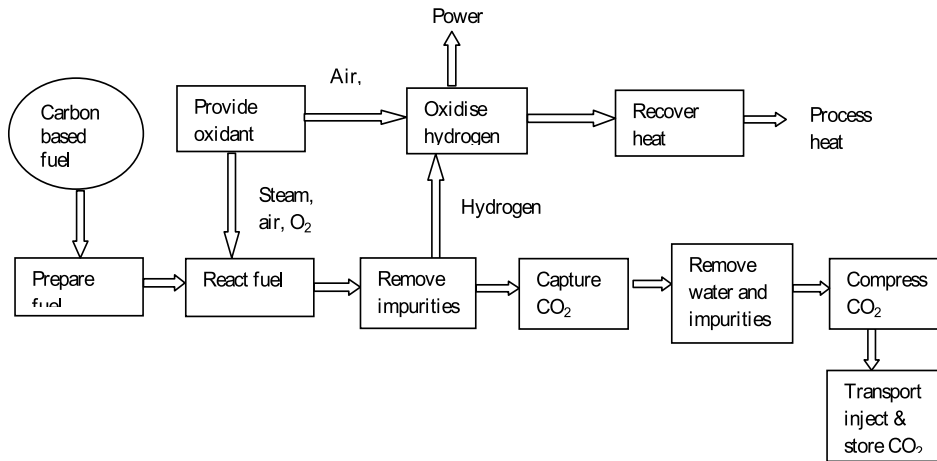 Power
Air,
Carbon
based
fuel
Provide
oxidant
Oxidise
hydrogen
Recover
heat
Process
heat
Steam,
air, O₂
Hydrogen
Prepare
fuel
React fuel
Remove
impurities
Capture
CO₂
Remove
water and
impurities
Compress
CO₂
Transport
inject &
store CO₂